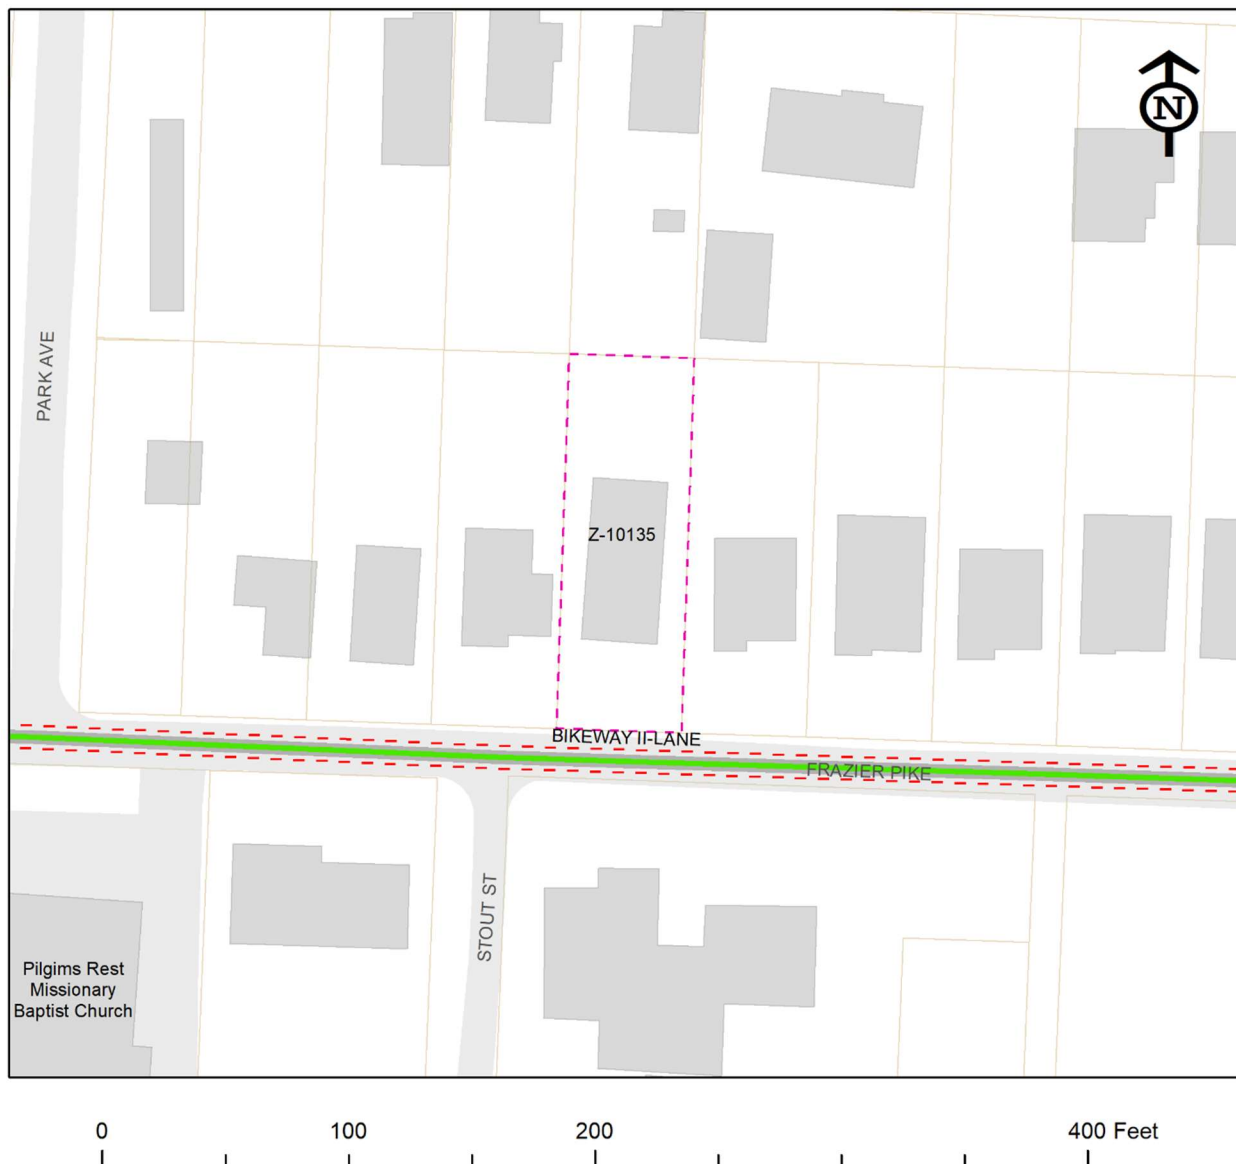 N
PARK AVE
Z-10135
BIKEWAY II-LANE
FRAZIER PIKE
STOUT ST
Pilgims Rest
Missionary
Baptist Church
0 100 200 400 Feet